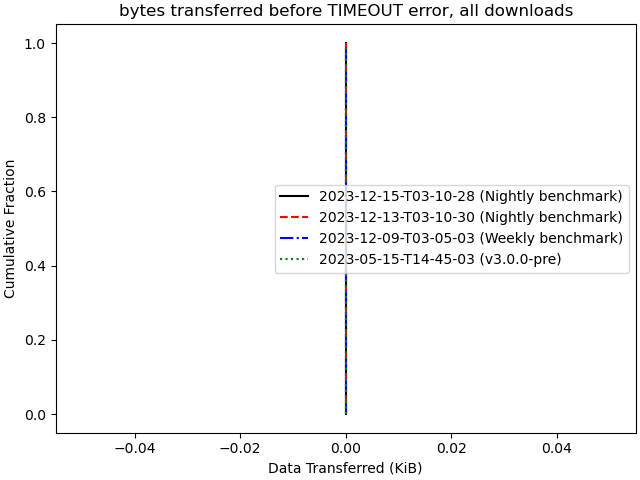 bytes transferred before TIMEOUT error, all downloads
Cumulative Fraction
1.0
0.8
0.6
0.4
0.2
0.0
2023-12-15-T03-10-28 (Nightly benchmark)
2023-12-13-T03-10-30 (Nightly benchmark)
2023-12-09-T03-05-03 (Weekly benchmark)
2023-05-15-T14-45-03 (v3.0.0-pre)
−0.04 −0.02 0.00 0.02 0.04
Data Transferred (KiB)